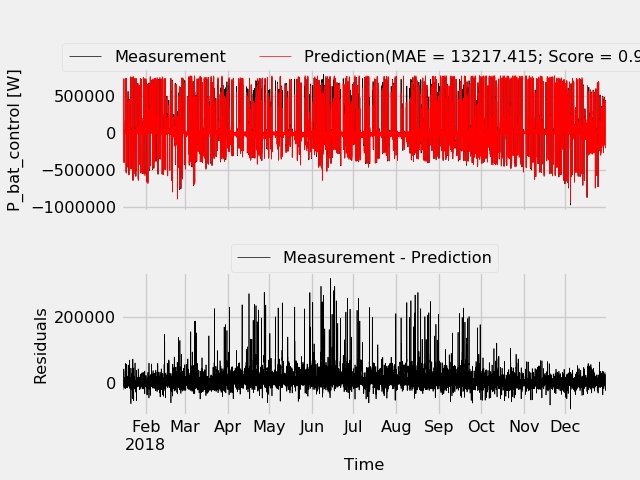 Measurement Prediction(MAE = 13217.415; Score = 0.9
P_bat_control [W]
500000
0
−500000
−1000000
Measurement - Prediction
Residuals
200000
0
Feb Mar Apr May Jun Jul Aug Sep Oct Nov Dec
2018
Time